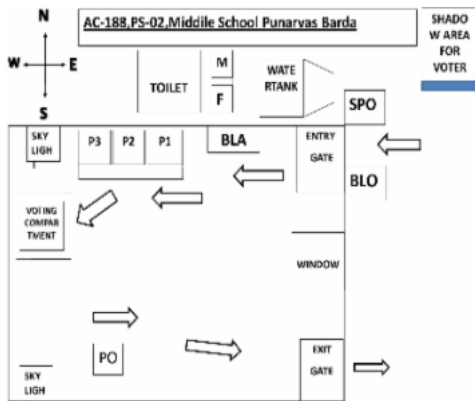 N
AC-188,PS-02,Middile School Punarvas Barda
SHADO
W AREA
FOR
VOTER
W
E
S
TOILET
M
F
WATE
RTANK
SPO
SKY
LIGH
P3
P2
P1
BLA
ENTRY
GATE
BLO
VOTING
COMPAR
TMENT
WINDOW
PO
EXIT
GATE
SKY
LIGH